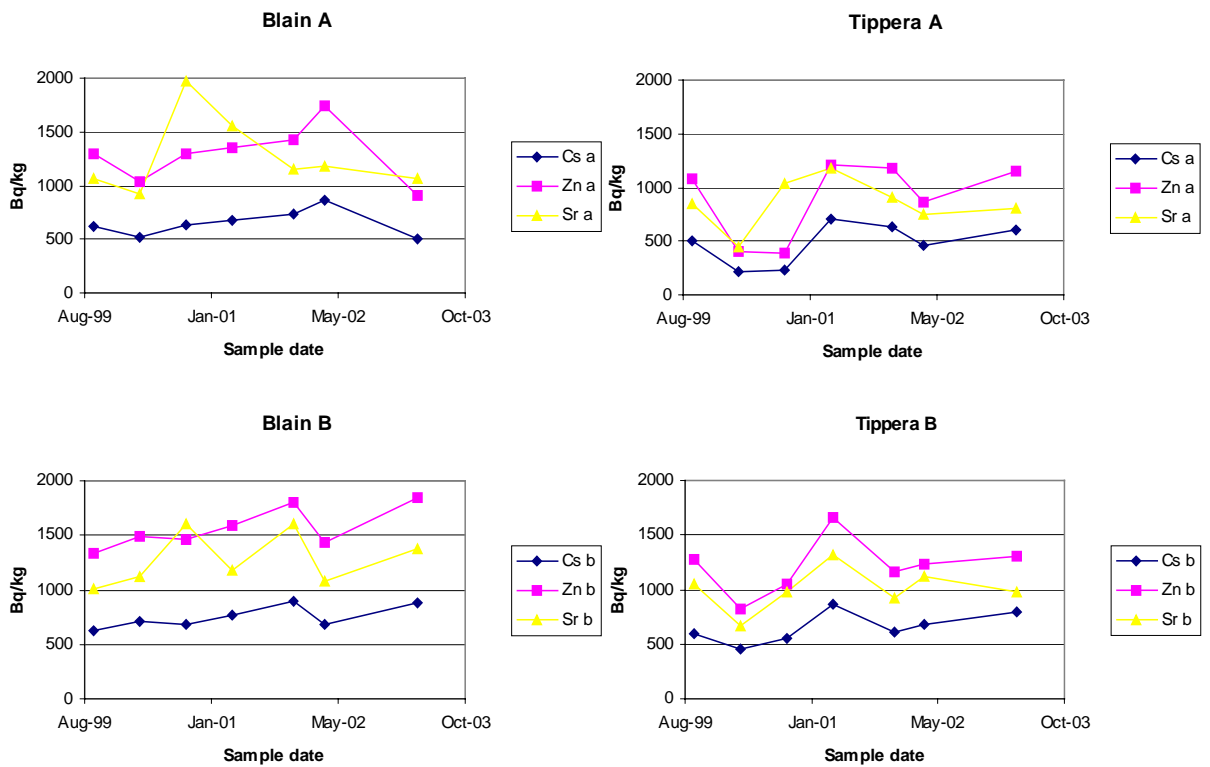 Blain A
2000
1500
1000
500
0
Bq/kg
Aug-99 Jan-01 May-02 Oct-03
Sample date
Cs a
Zn a
Sr a
Tippera A
2000
1500
1000
500
0
Bq/kg
Aug-99 Jan-01 May-02 Oct-03
Sample date
Cs a
Zn a
Sr a
Blain B
2000
1500
1000
500
0
Bq/kg
Aug-99 Jan-01 May-02 Oct-03
Sample date
Cs b
Zn b
Sr b
Tippera B
2000
1500
1000
500
0
Bq/kg
Aug-99 Jan-01 May-02 Oct-03
Sample date
Cs b
Zn b
Sr b